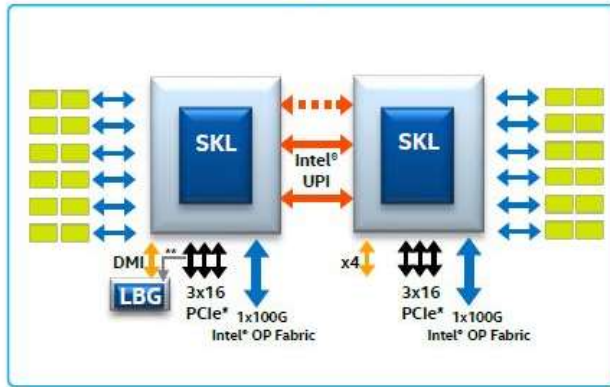 SKL
SKL
Intel®
UPI
DMI
**
LBG
3x16
PCIe*
1x100G
Intel® OP Fabric
x4
3x16
PCIe*
1x100G
Intel® OP Fabric